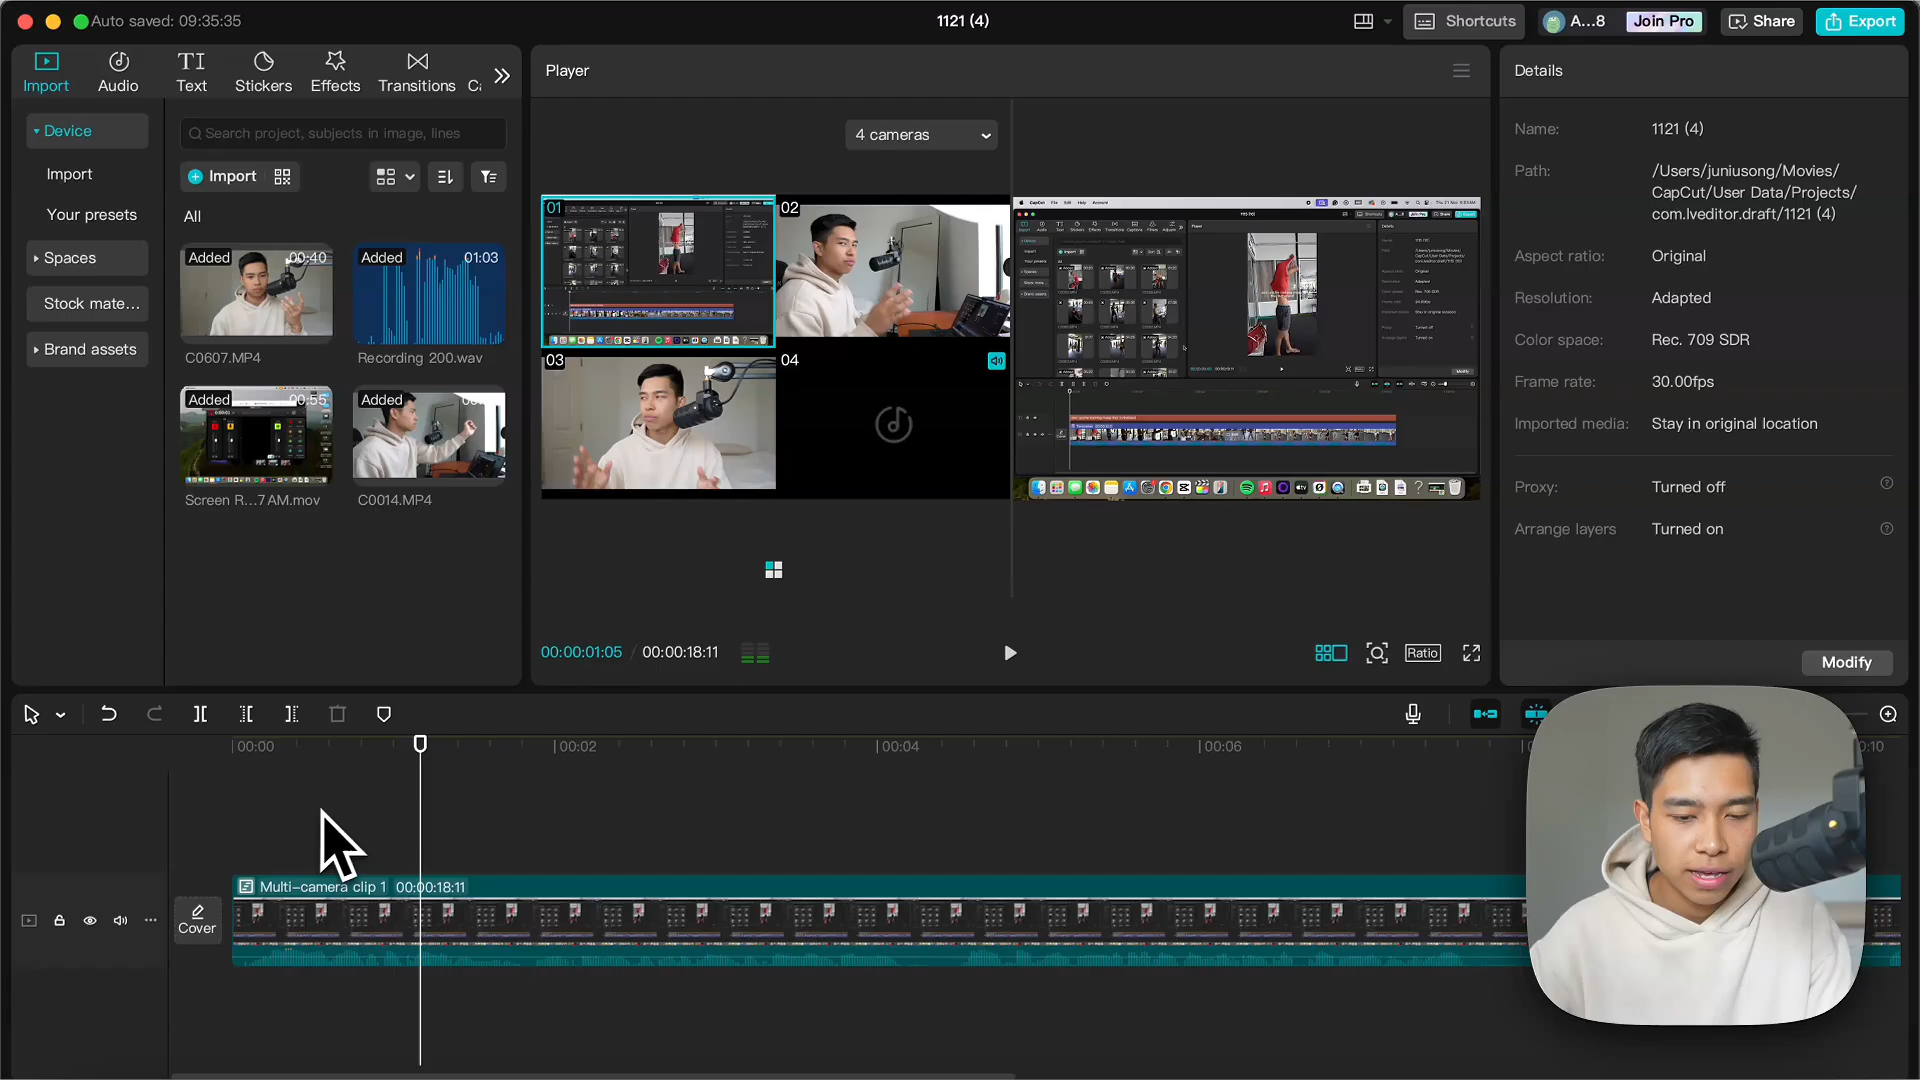 Auto saved: 09:35:35
1121 (4)
Shortcuts
A...8
Join Pro
Share
Export
Import
Audio
TI
Text
Stickers
Effects
Transitions
Device
Import
Your presets
Spaces
Stock mate...
Brand assets
Search project, subjects in image, lines
Import
All
Added
00:40
C0607.MP4
Added
01:03
Recording 200.wav
Added
00:55
Screen R...7 AM.mov
Added
C0014.MP4
Player
4 cameras
01
02
03
04
00:00:01:05 / 00:00:18:11
Ratio
Details
Name: 1121 (4)
Path: /Users/juniusong/Movies/
CapCut/User Data/Projects/
com.lveditor.draft/1121 (4)
Aspect ratio: Original
Resolution: Adapted
Color space: Rec. 709 SDR
Frame rate: 30.00fps
Imported media: Stay in original location
Proxy: Turned off
Arrange layers Turned on
Modify
00:00
00:02
00:04
00:06
Multi-camera clip 1 00:00:18:11
Cover